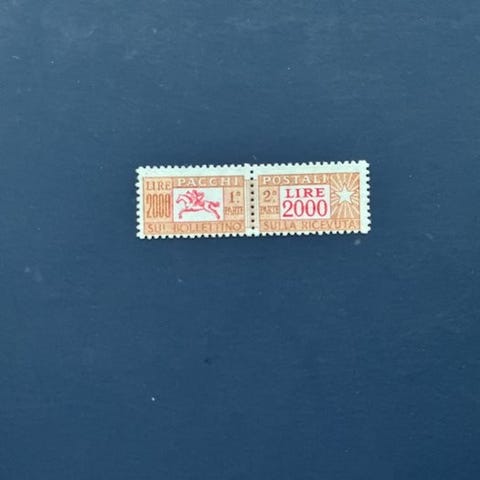 LIRE PACCHI 1ª
2000 PARTE
SUL BOLLETTINO
POSTALI
2ª LIRE
PARTE 2000
SULLA RICEVUTA